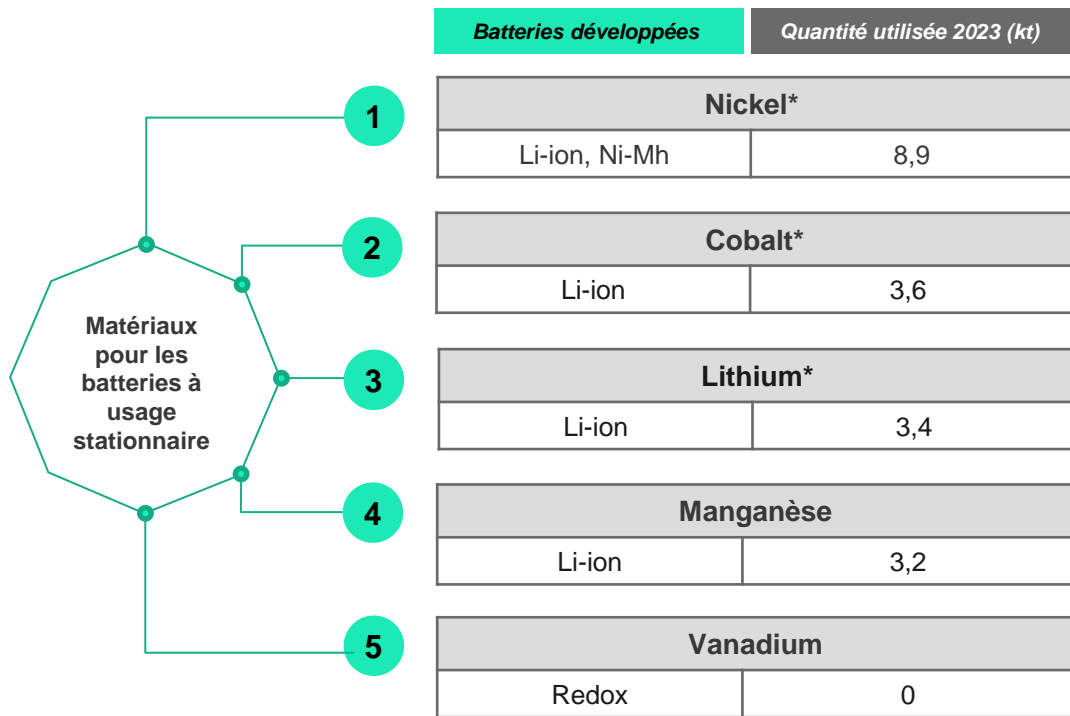 Batteries développées Quantité utilisée 2023 (kt)
1
Nickel*
Li-ion, Ni-Mh 8,9
2
Cobalt*
Li-ion 3,6
Matériaux
pour les
batteries à
usage
stationnaire
3
Lithium*
Li-ion 3,4
4
Manganèse
Li-ion 3,2
5
Vanadium
Redox 0